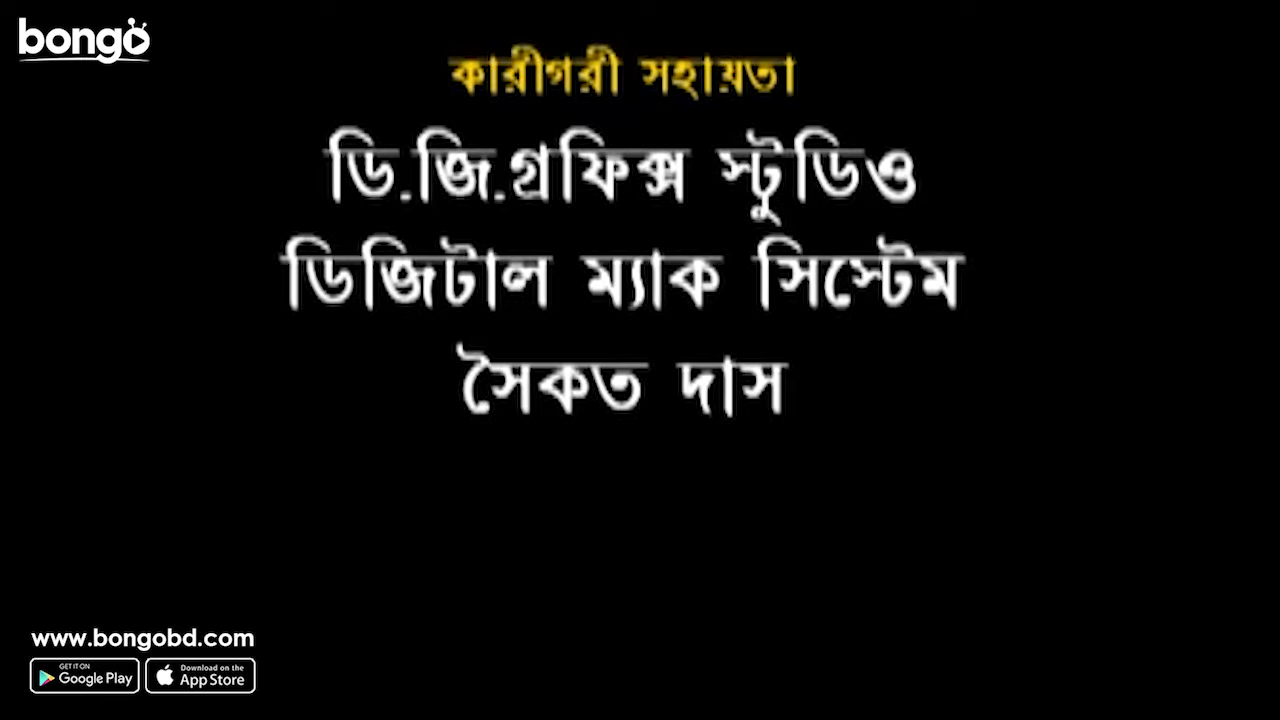 bongo
কারীগরী সহায়তা
ডি.জি.গ্রফিক্স স্টুডিও
ডিজিটাল ম্যাক সিস্টেম
সৈকত দাস
www.bongobd.com
GET IT ON
Google Play
Download on the
App Store